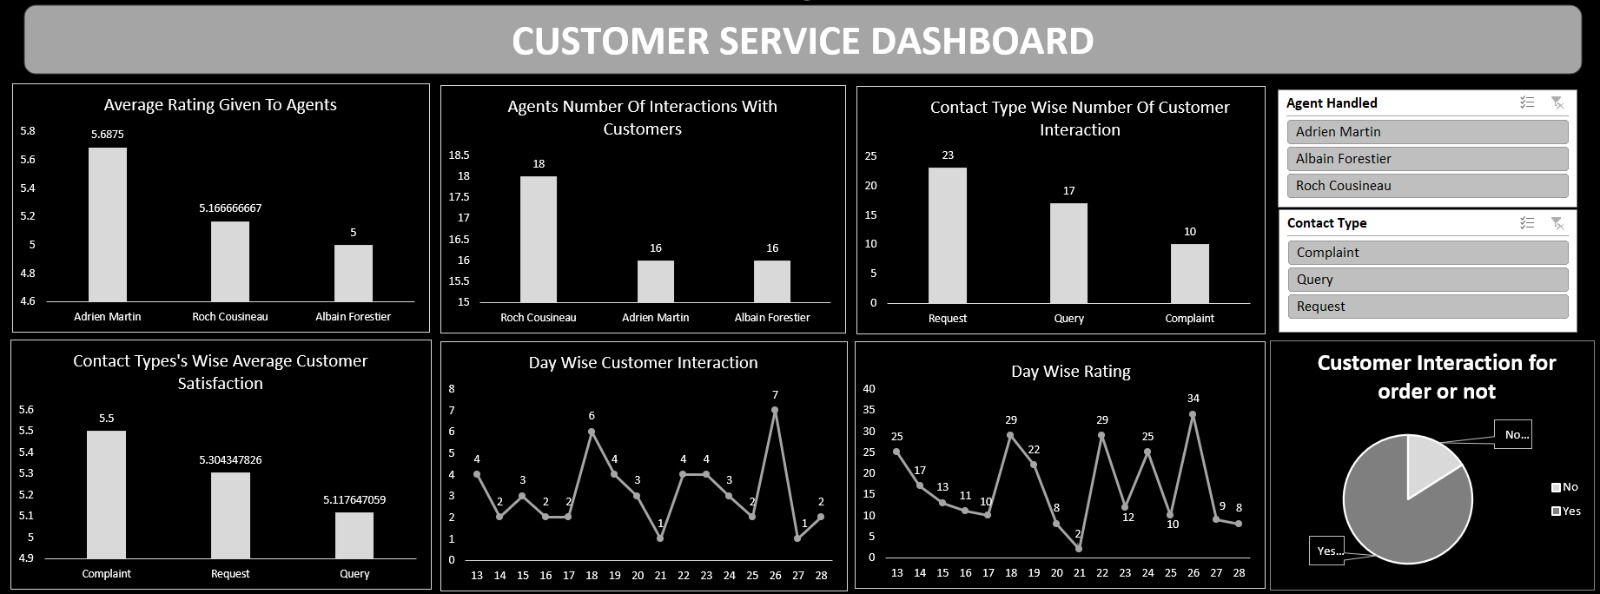 CUSTOMER SERVICE DASHBOARD
Average Rating Given To Agents
5.8
5.6
5.4
5.2
5
4.8
4.6
5.6875
5.166666667
5
Adrien Martin
Roch Cousineau
Albain Forestier
Agents Number Of Interactions With
Customers
18.5
18
17.5
17
16.5
16
15.5
15
18
16
16
Roch Cousineau
Adrien Martin
Albain Forestier
Contact Type Wise Number Of Customer
Interaction
25
20
15
10
5
0
23
17
10
Request
Query
Complaint
Agent Handled
Adrien Martin
Albain Forestier
Roch Cousineau
Contact Type
Complaint
Query
Request
Contact Types's Wise Average Customer
Satisfaction
5.6
5.5
5.4
5.3
5.2
5.1
5
4.9
5.5
5.304347826
5.117647059
Complaint
Request
Query
Day Wise Customer Interaction
8
7
6
5
4
3
2
1
0
4 2 3 2 2 6 4 3 1 4 4 3 2 7 1 2
13 14 15 16 17 18 19 20 21 22 23 24 25 26 27 28
Day Wise Rating
40
35
30
25
20
15
10
5
0
25 17 13 11 10 29 22 8 2 29 12 25 10 34 9 8
13 14 15 16 17 18 19 20 21 22 23 24 25 26 27 28
Customer Interaction for
order or not
No...
Yes...
No
Yes